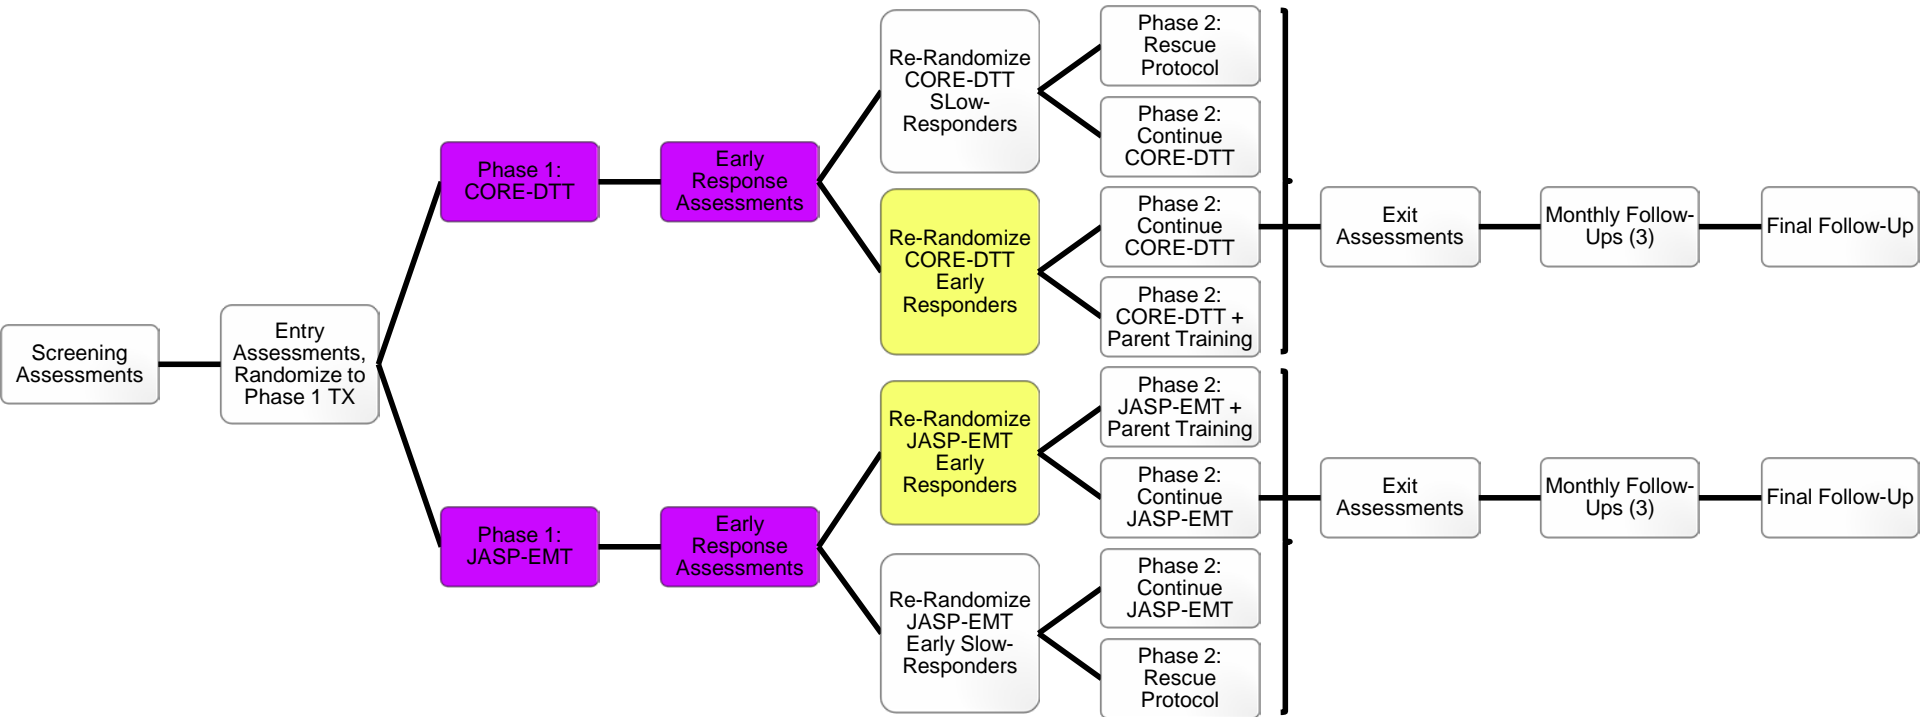 Screening
Assessments
Entry
Assessments,
Randomize to
Phase 1 TX
Phase 1:
CORE-DTT
Early
Response
Assessments
Re-Randomize
CORE-DTT
SLow-
Responders
Phase 2:
Rescue
Protocol
Phase 2:
Continue
CORE-DTT
Re-Randomize
CORE-DTT
Early
Responders
Phase 2:
Continue
CORE-DTT
Phase 2:
CORE-DTT +
Parent Training
Exit
Assessments
Monthly Follow-
Ups (3)
Final Follow-Up
Phase 1:
JASP-EMT
Early
Response
Assessments
Re-Randomize
JASP-EMT
Early
Responders
Phase 2:
JASP-EMT +
Parent Training
Phase 2:
Continue
JASP-EMT
Re-Randomize
JASP-EMT
Early Slow-
Responders
Phase 2:
Continue
JASP-EMT
Phase 2:
Rescue
Protocol
Exit
Assessments
Monthly Follow-
Ups (3)
Final Follow-Up